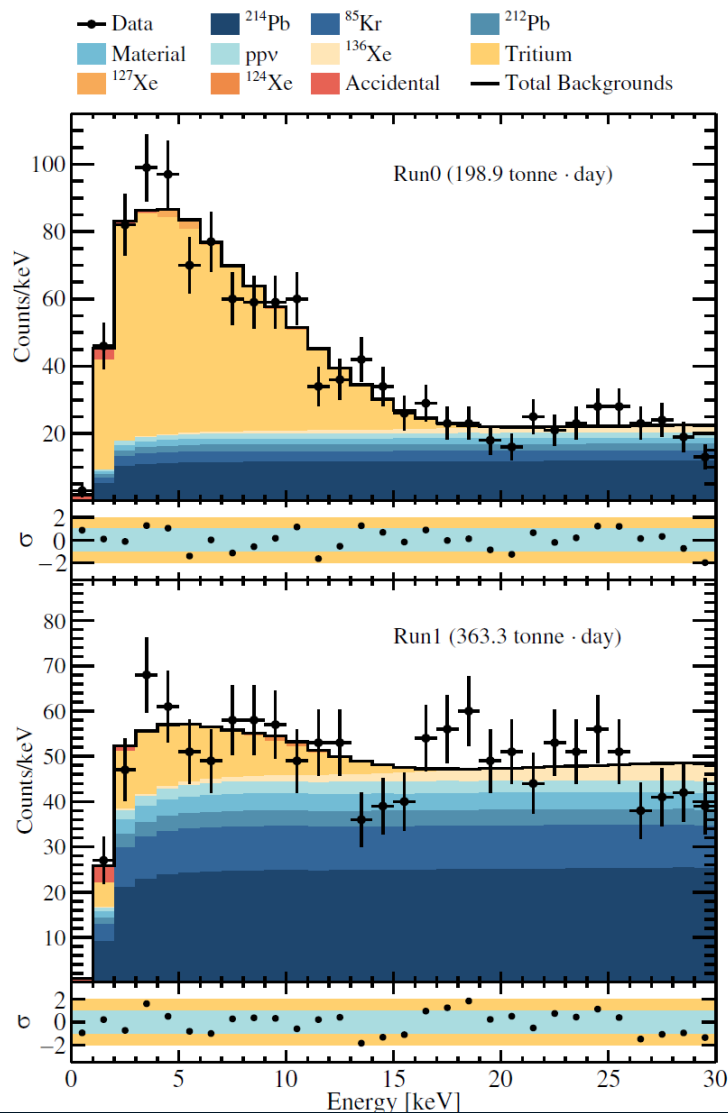 Data ²¹⁴Pb ⁸⁵Kr ²¹²Pb
Material ppν ¹³⁶Xe Tritium
¹²⁷Xe ¹²⁴Xe Accidental Total Backgrounds
Run0 (198.9 tonne · day)
Counts/keV
100
80
60
40
20
σ
2
0
−2
Run1 (363.3 tonne · day)
Counts/keV
80
70
60
50
40
30
20
10
σ
2
0
−2
0 5 10 15 20 25 30
Energy [keV]